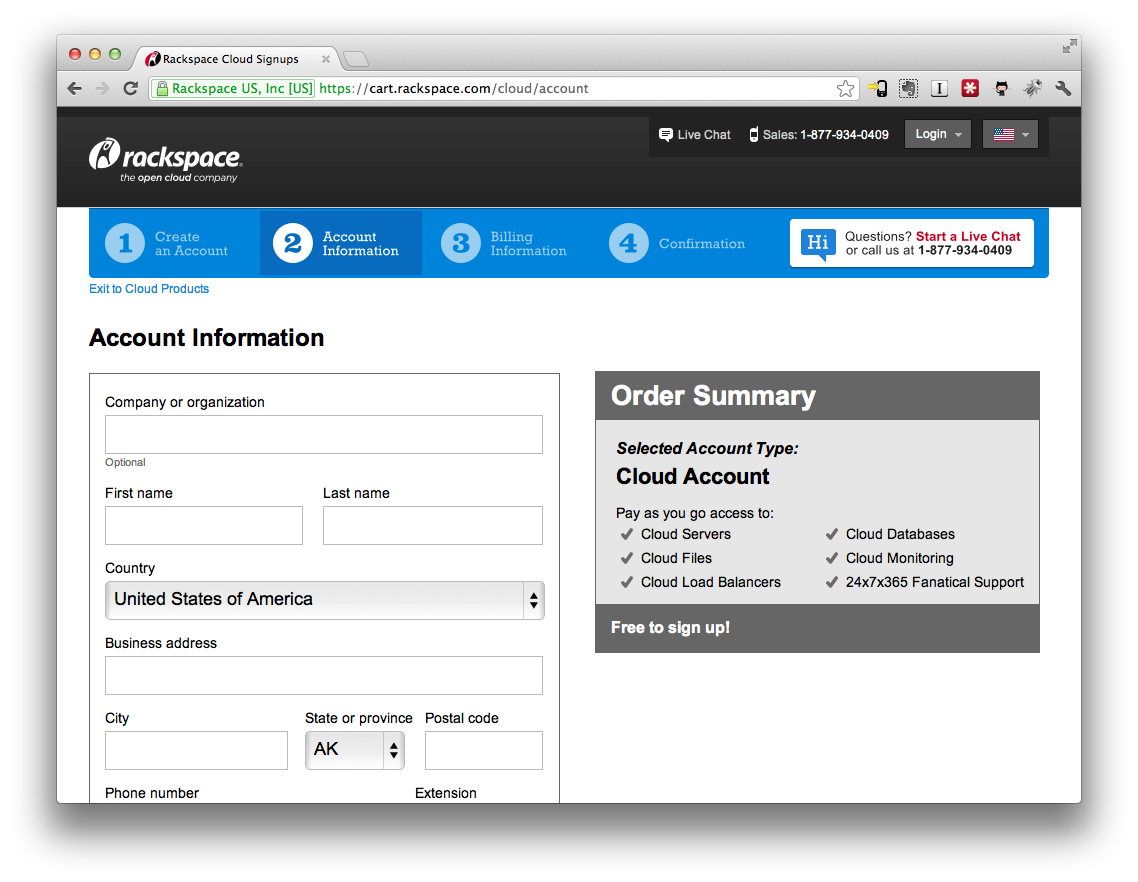 Rackspace Cloud Signups
Rackspace US, Inc [US] https://cart.rackspace.com/cloud/account
Live Chat Sales: 1-877-934-0409 Login
rackspace®
the open cloud company
1 Create an Account
2 Account Information
3 Billing Information
4 Confirmation
Hi Questions? Start a Live Chat
or call us at 1-877-934-0409
Exit to Cloud Products
Account Information
Company or organization
Optional
First name Last name
Country
United States of America
Business address
City State or province Postal code
AK
Phone number Extension
Order Summary
Selected Account Type:
Cloud Account
Pay as you go access to:
Cloud Servers Cloud Databases
Cloud Files Cloud Monitoring
Cloud Load Balancers 24x7x365 Fanatical Support
Free to sign up!